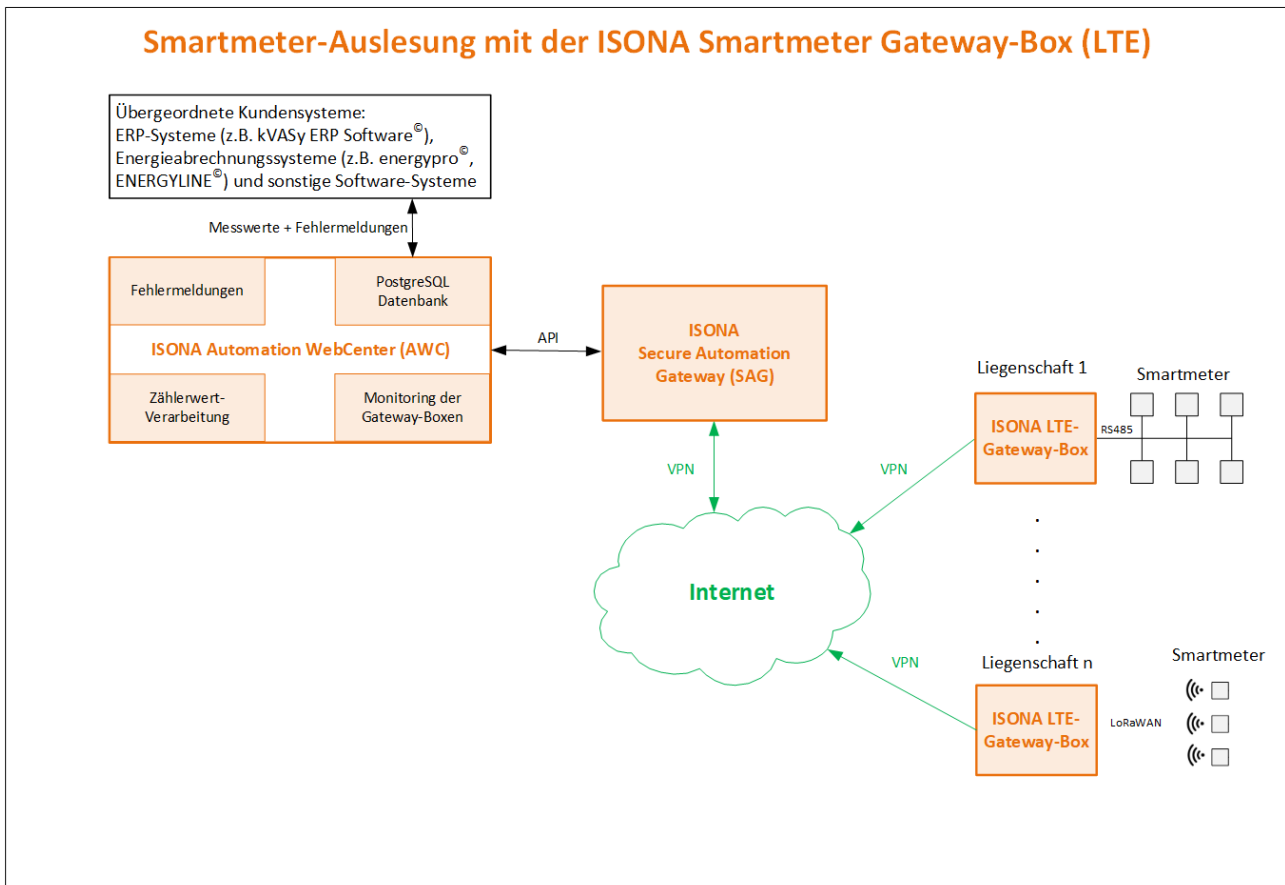 Smartmeter-Auslesung mit der ISONA Smartmeter Gateway-Box (LTE)
Übergeordnete Kundensysteme:
ERP-Systeme (z.B. kVASy ERP Software©),
Energieabrechnungssysteme (z.B. energypro©,
ENERGYLINE©) und sonstige Software-Systeme
Messwerte + Fehlermeldungen
Fehlermeldungen
PostgreSQL
Datenbank
ISONA Automation WebCenter (AWC)
Zählerwert-
Verarbeitung
Monitoring der
Gateway-Boxen
API
ISONA
Secure Automation
Gateway (SAG)
VPN
Internet
VPN
Liegenschaft 1
ISONA LTE-
Gateway-Box
RS485
Smartmeter
VPN
Liegenschaft n
ISONA LTE-
Gateway-Box
LoRaWAN
Smartmeter